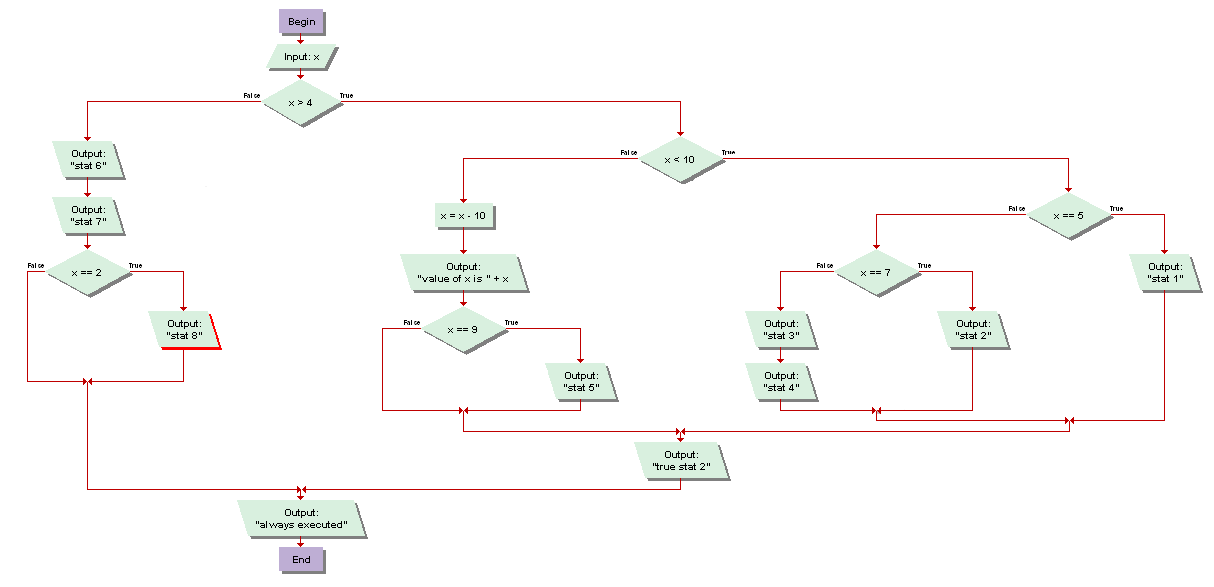 Begin
Input: x
x > 4
False
True
Output:
"stat 6"
Output:
"stat 7"
x == 2
False
True
Output:
"stat 8"
x < 10
False
True
x = x - 10
Output:
"value of x is " + x
x == 9
False
True
Output:
"stat 5"
x == 5
False
True
x == 7
False
True
Output:
"stat 3"
Output:
"stat 4"
Output:
"stat 2"
Output:
"stat 1"
Output:
"true stat 2"
Output:
"always executed"
End